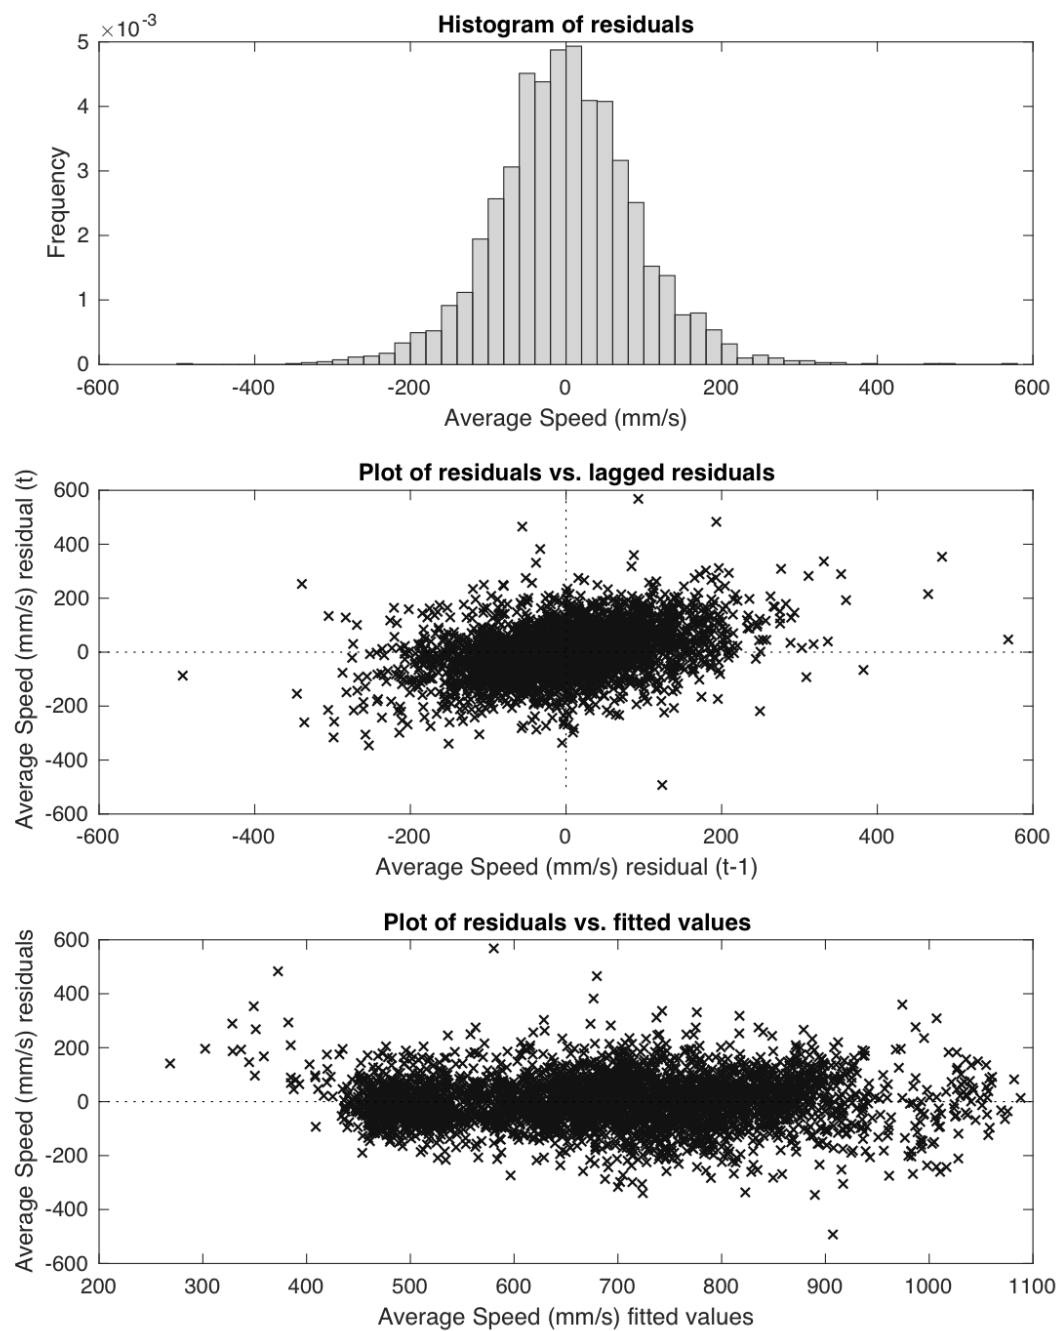 ×10-3
Histogram of residuals
5
4
3
2
1
0
Frequency
-600 -400 -200 0 200 400 600
Average Speed (mm/s)
Plot of residuals vs. lagged residuals
600
400
200
0
-200
-400
-600
Average Speed (mm/s) residual (t)
-600 -400 -200 0 200 400 600
Average Speed (mm/s) residual (t-1)
Plot of residuals vs. fitted values
600
400
200
0
-200
-400
-600
Average Speed (mm/s) residuals
200 300 400 500 600 700 800 900 1000 1100
Average Speed (mm/s) fitted values